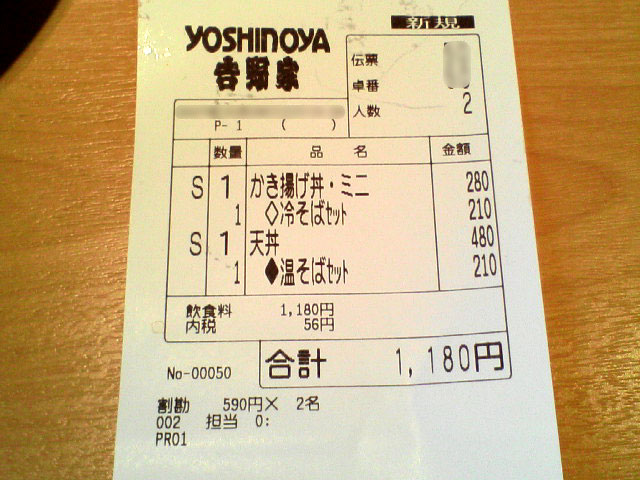 新規
YOSHINOYA
吉野家
伝票
卓番
人数 2
P- 1 ( )
数量 品名 金額
S 1 かき揚げ丼・ミニ 280
1 ◇冷そばｾｯﾄ 210
S 1 天丼 480
1 ◆温そばｾｯﾄ 210
飲食料 1,180円
内税 56円
No-00050 合計 1,180円
割勘 590円× 2名
002 担当 0:
PR01